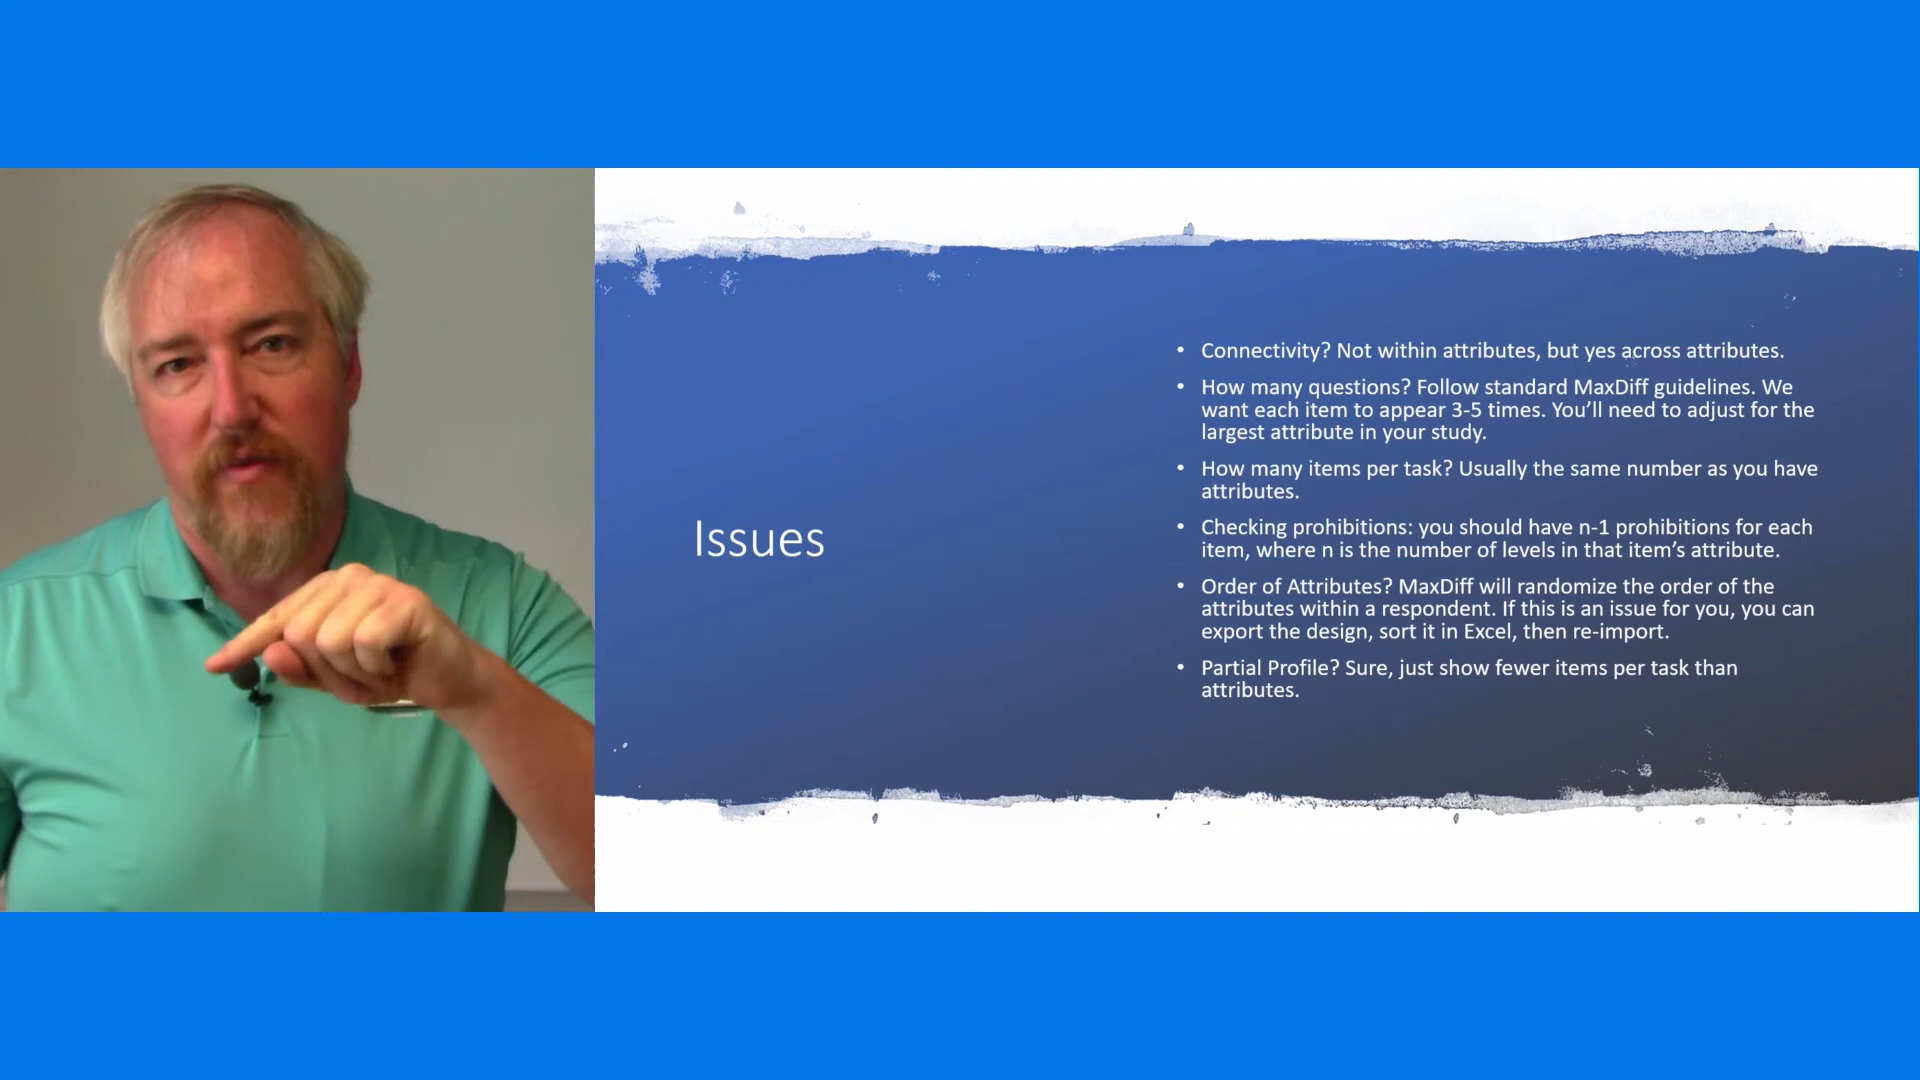 Issues
• Connectivity? Not within attributes, but yes across attributes.
• How many questions? Follow standard MaxDiff guidelines. We
want each item to appear 3-5 times. You’ll need to adjust for the
largest attribute in your study.
• How many items per task? Usually the same number as you have
attributes.
• Checking prohibitions: you should have n-1 prohibitions for each
item, where n is the number of levels in that item’s attribute.
• Order of Attributes? MaxDiff will randomize the order of the
attributes within a respondent. If this is an issue for you, you can
export the design, sort it in Excel, then re-import.
• Partial Profile? Sure, just show fewer items per task than
attributes.